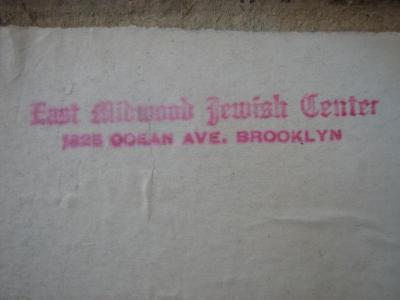 East Midwood Jewish Center
1625 OCEAN AVE. BROOKLYN